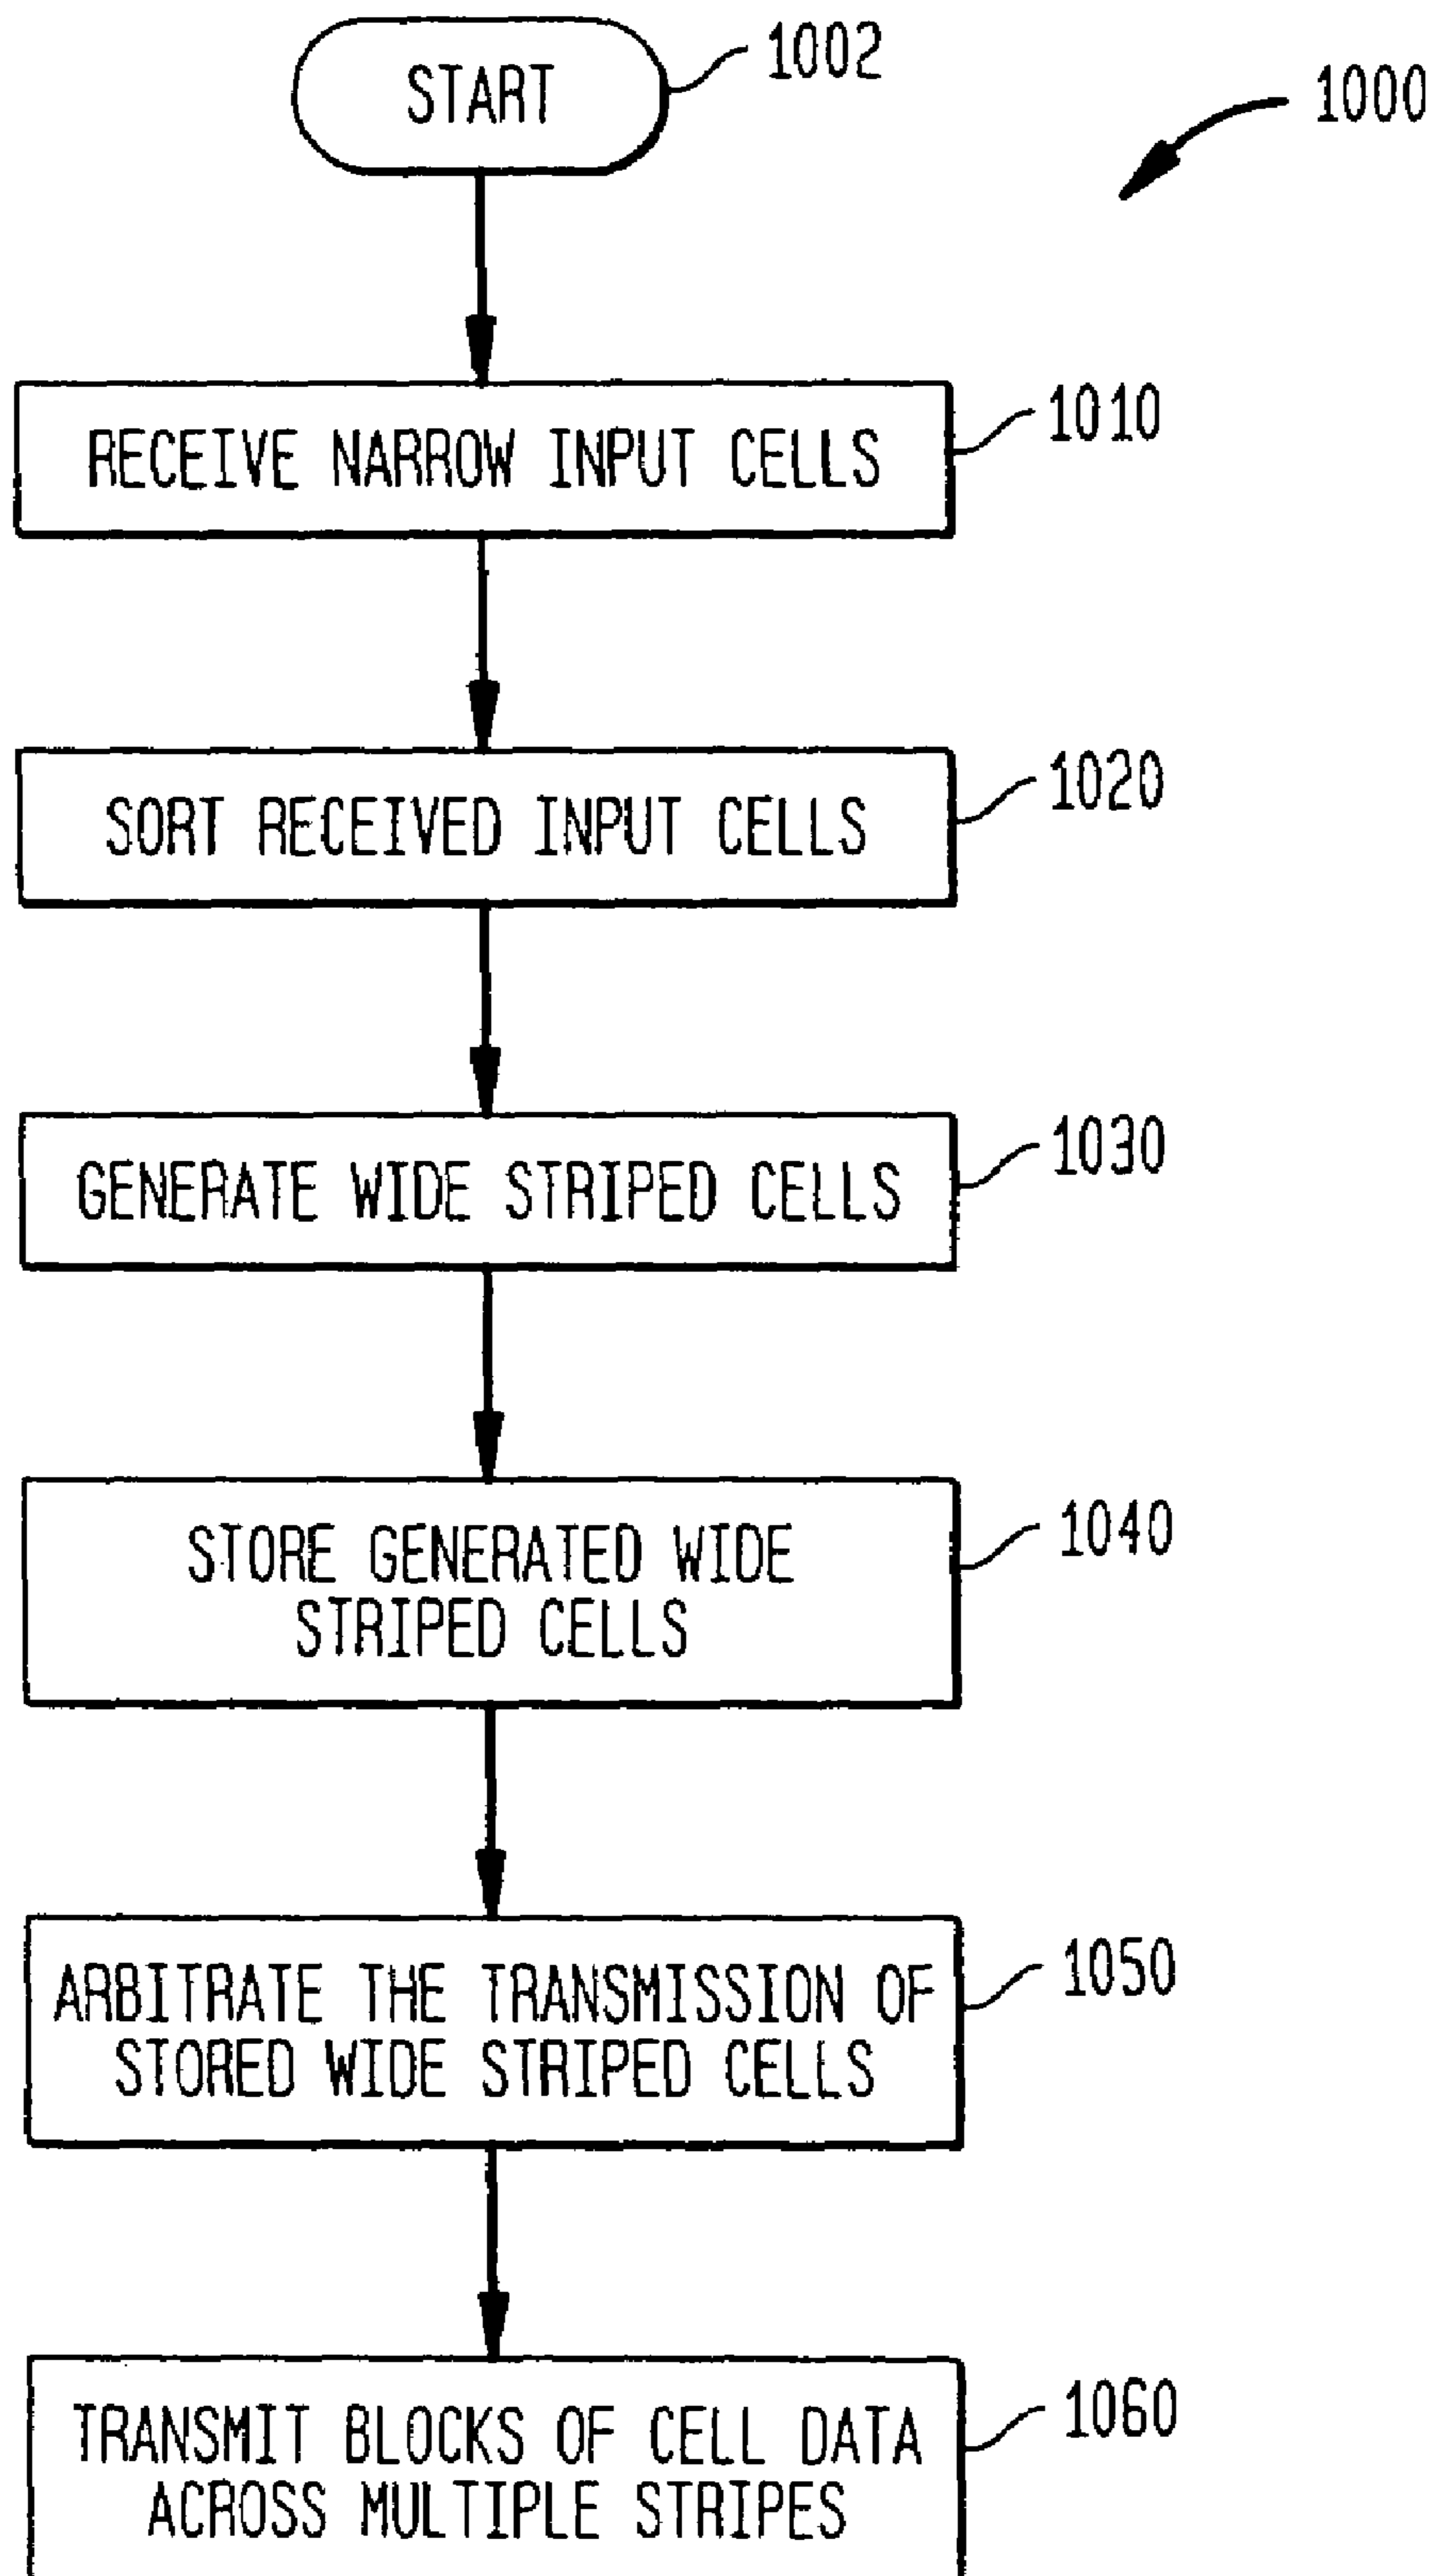 START
1002
1000
RECEIVE NARROW INPUT CELLS
1010
SORT RECEIVED INPUT CELLS
1020
GENERATE WIDE STRIPED CELLS
1030
STORE GENERATED WIDE
STRIPED CELLS
1040
ARBITRATE THE TRANSMISSION OF
STORED WIDE STRIPED CELLS
1050
TRANSMIT BLOCKS OF CELL DATA
ACROSS MULTIPLE STRIPES
1060